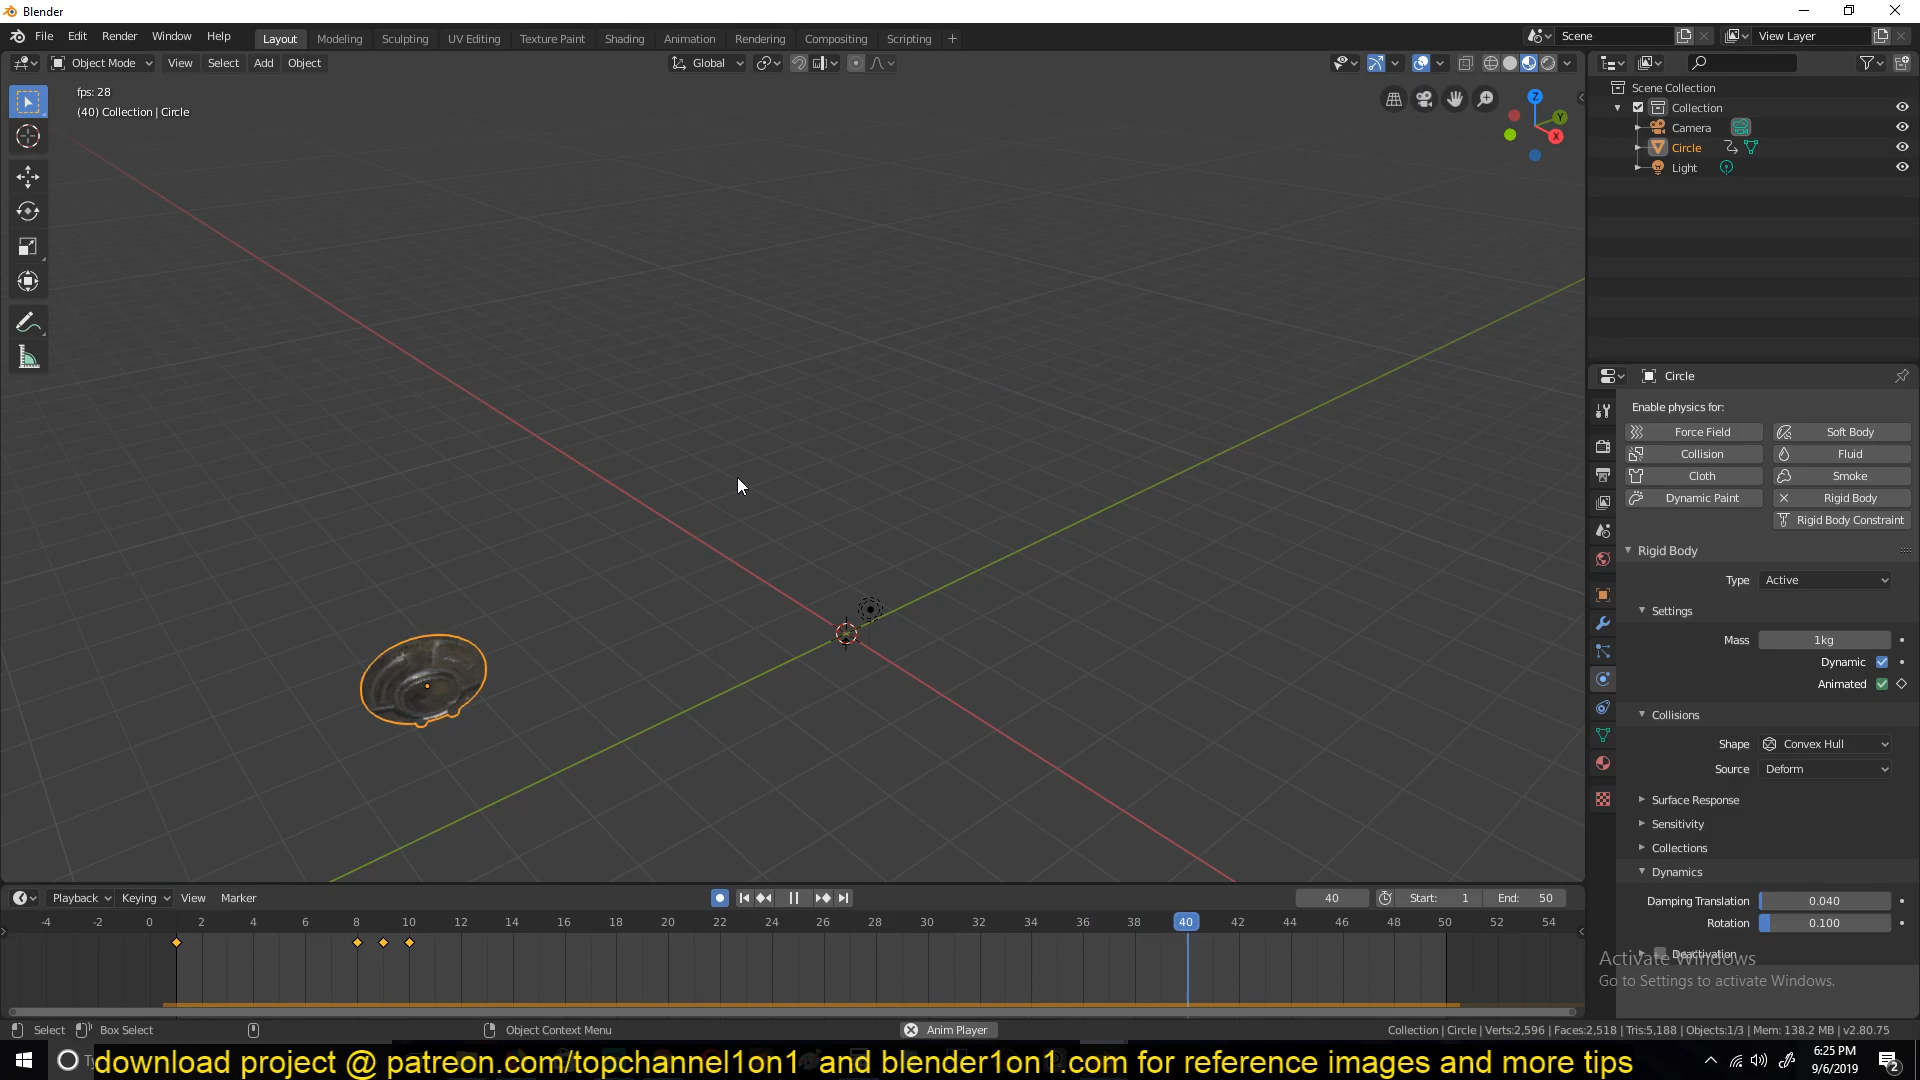 Blender
File Edit Render Window Help
Layout Modeling Sculpting UV Editing Texture Paint Shading Animation Rendering Compositing Scripting +
Scene
View Layer
Object Mode View Select Add Object
Global
fps: 28
(40) Collection | Circle
Z
Y
X
Scene Collection
Collection
Camera
Circle
Light
Circle
Enable physics for:
Force Field Soft Body
Collision Fluid
Cloth Smoke
Dynamic Paint Rigid Body
Rigid Body Constraint
Rigid Body
Type Active
Settings
Mass 1kg
Dynamic
Animated
Collisions
Shape Convex Hull
Source Deform
Surface Response
Sensitivity
Collections
Dynamics
Damping Translation 0.040
Rotation 0.100
Deactivation
Activate Windows
Go to Settings to activate Windows.
Playback Keying View Marker
40 Start: 1 End: 50
-4 -2 0 2 4 6 8 10 12 14 16 18 20 22 24 26 28 30 32 34 36 38 40 42 44 46 48 50 52 54
Select Box Select Object Context Menu Anim Player Collection | Circle | Verts:2,596 | Faces:2,518 | Tris:5,188 | Objects:1/3 | Mem: 138.2 MB | v2.80.75
download project @ patreon.com/topchannel1on1 and blender1on1.com for reference images and more tips
6:25 PM
9/6/2019
2